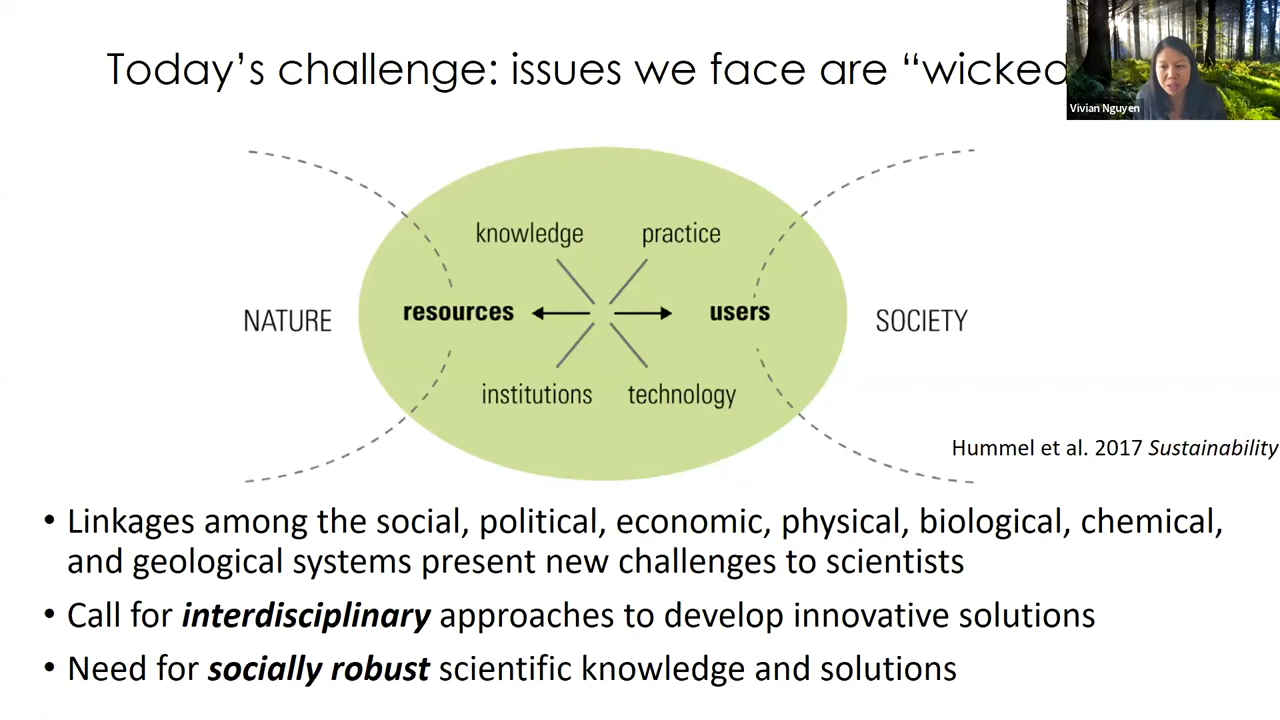 Today's challenge: issues we face are “wicked
Vivian Nguyen
knowledge practice
NATURE resources users SOCIETY
institutions technology
Hummel et al. 2017 Sustainability
• Linkages among the social, political, economic, physical, biological, chemical,
and geological systems present new challenges to scientists
• Call for interdisciplinary approaches to develop innovative solutions
• Need for socially robust scientific knowledge and solutions